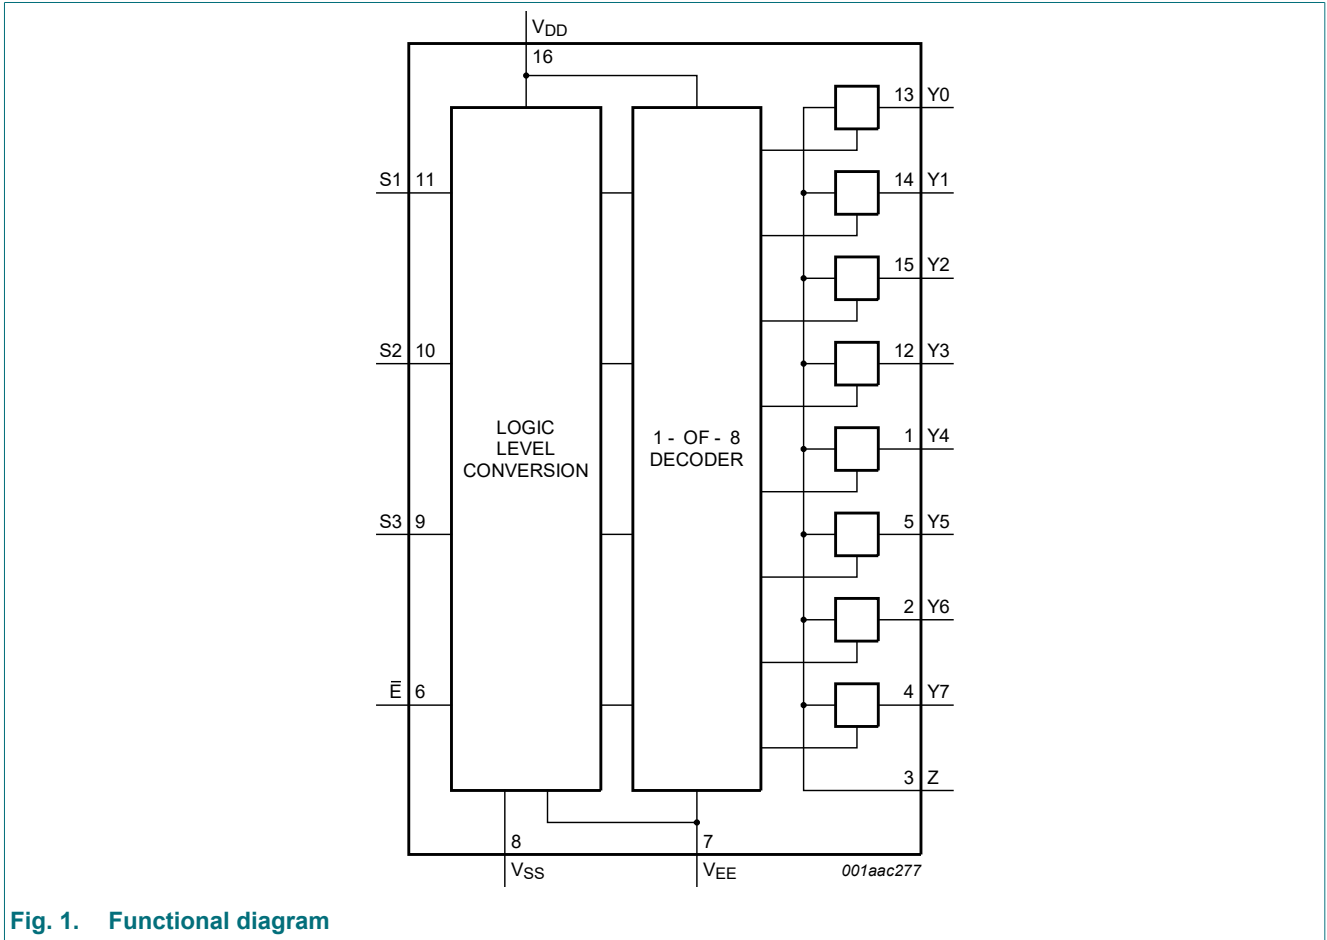 VDD
16
13 Y0
S1 11
14 Y1
15 Y2
S2 10
12 Y3
LOGIC
LEVEL
CONVERSION
1 - OF - 8
DECODER
1 Y4
S3 9
5 Y5
2 Y6
E̅ 6
4 Y7
3 Z
8
7
VSS
VEE
001aac277
Fig. 1. Functional diagram